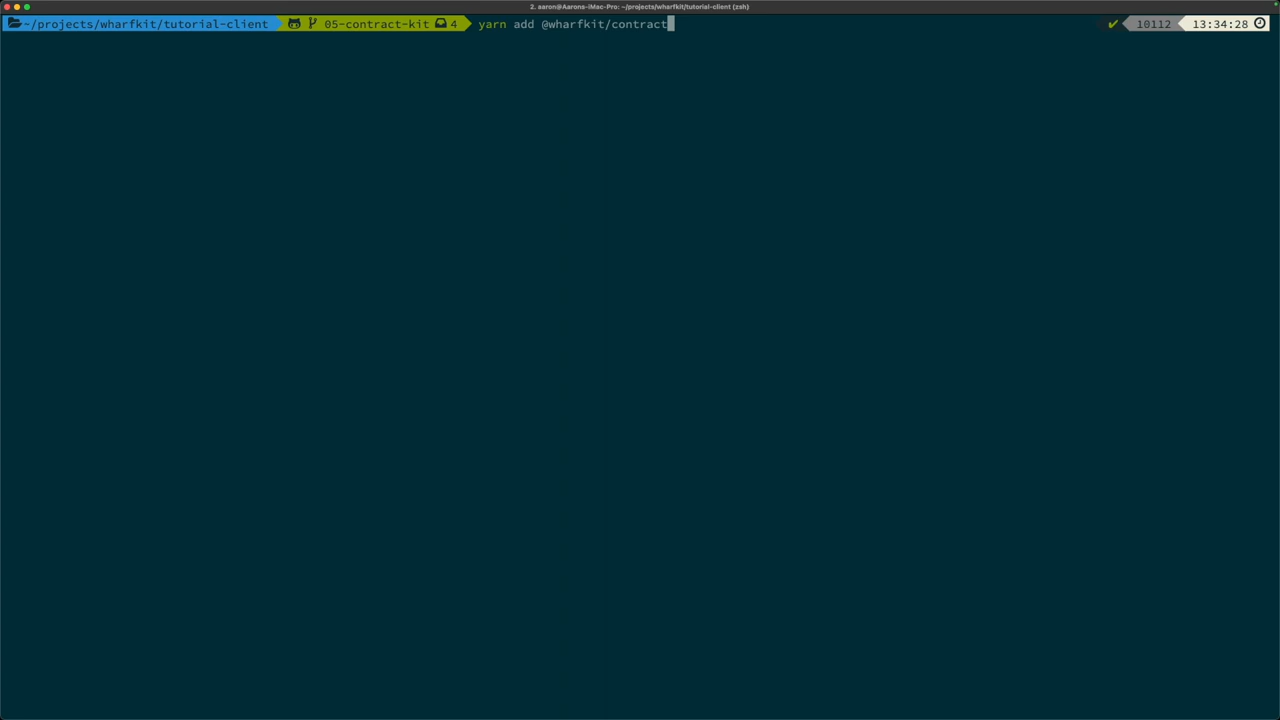 2. aaron@Aarons-iMac-Pro: ~/projects/wharfkit/tutorial-client (zsh)
~/projects/wharfkit/tutorial-client 05-contract-kit 4 yarn add @wharfkit/contract ✔ 10112 13:34:28